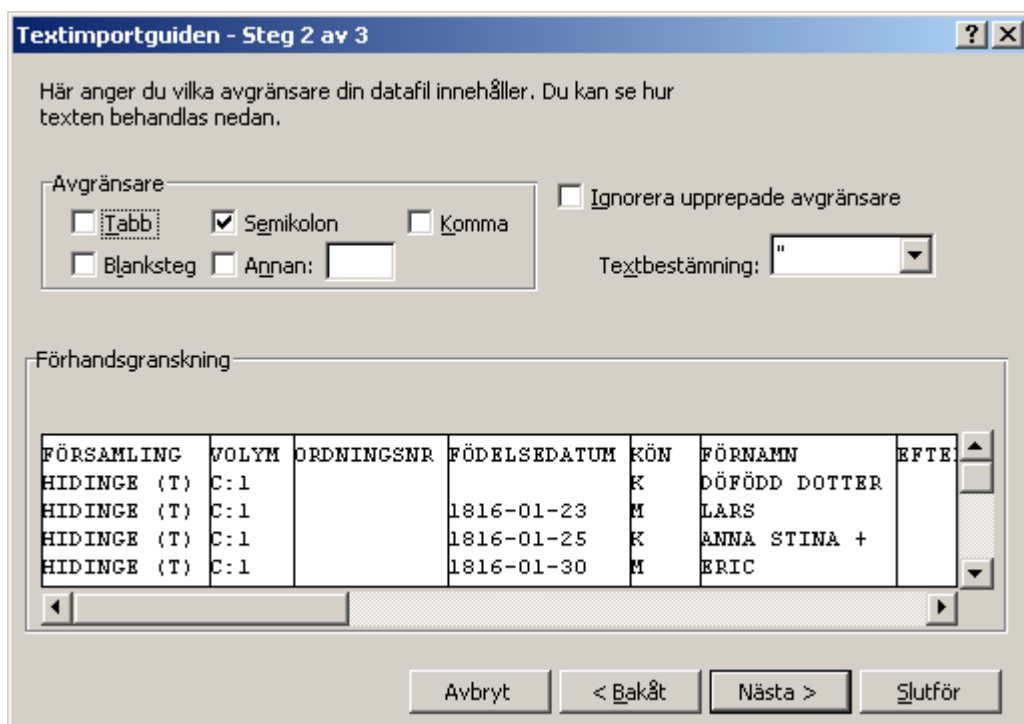 Textimportguiden - Steg 2 av 3
Här anger du vilka avgränsare din datafil innehåller. Du kan se hur
texten behandlas nedan.
Avgränsare
Tabb Semikolon Komma
Blanksteg Annan:
Ignorera upprepade avgränsare
Textbestämning: "
Förhandsgranskning
FÖRSAMLING VOLYM ORDNINGSNR FÖDELSEDATUM KÖN FÖRNAMN EFTE
HIDINGE (T) C:1 K DÖFÖDD DOTTER
HIDINGE (T) C:1 1816-01-23 M LARS
HIDINGE (T) C:1 1816-01-25 K ANNA STINA +
HIDINGE (T) C:1 1816-01-30 M ERIC
Avbryt < Bakåt Nästa > Slutför